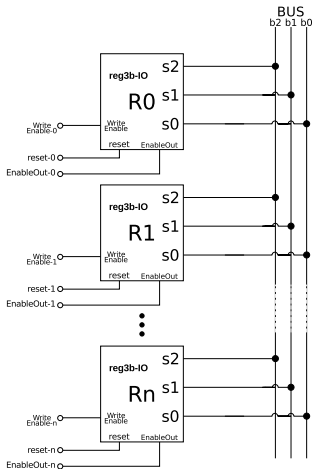 BUS
b2 b1 b0
reg3b-IO
s2
s1
R0
s0
Write
Enable-0
Write
Enable
reset
EnableOut
reset-0
EnableOut-0
reg3b-IO
s2
s1
R1
s0
Write
Enable-1
Write
Enable
reset
EnableOut
reset-1
EnableOut-1
reg3b-IO
s2
s1
Rn
s0
Write
Enable-n
Write
Enable
reset
EnableOut
reset-n
EnableOut-n